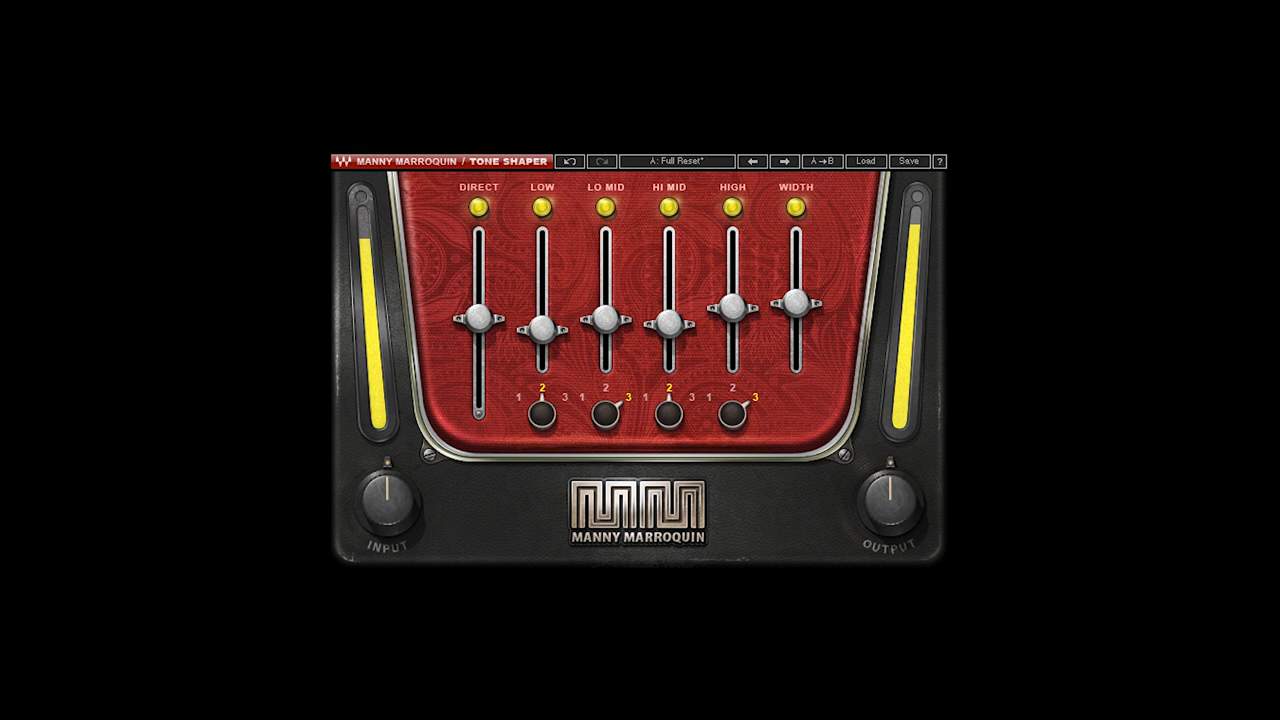 MANNY MARROQUIN / TONE SHAPER A: Full Reset* A→B Load Save ?
DIRECT LOW LO MID HI MID HIGH WIDTH
2 2 2 2
1 3 1 3 1 3 1 3
MANNY MARROQUIN
INPUT OUTPUT